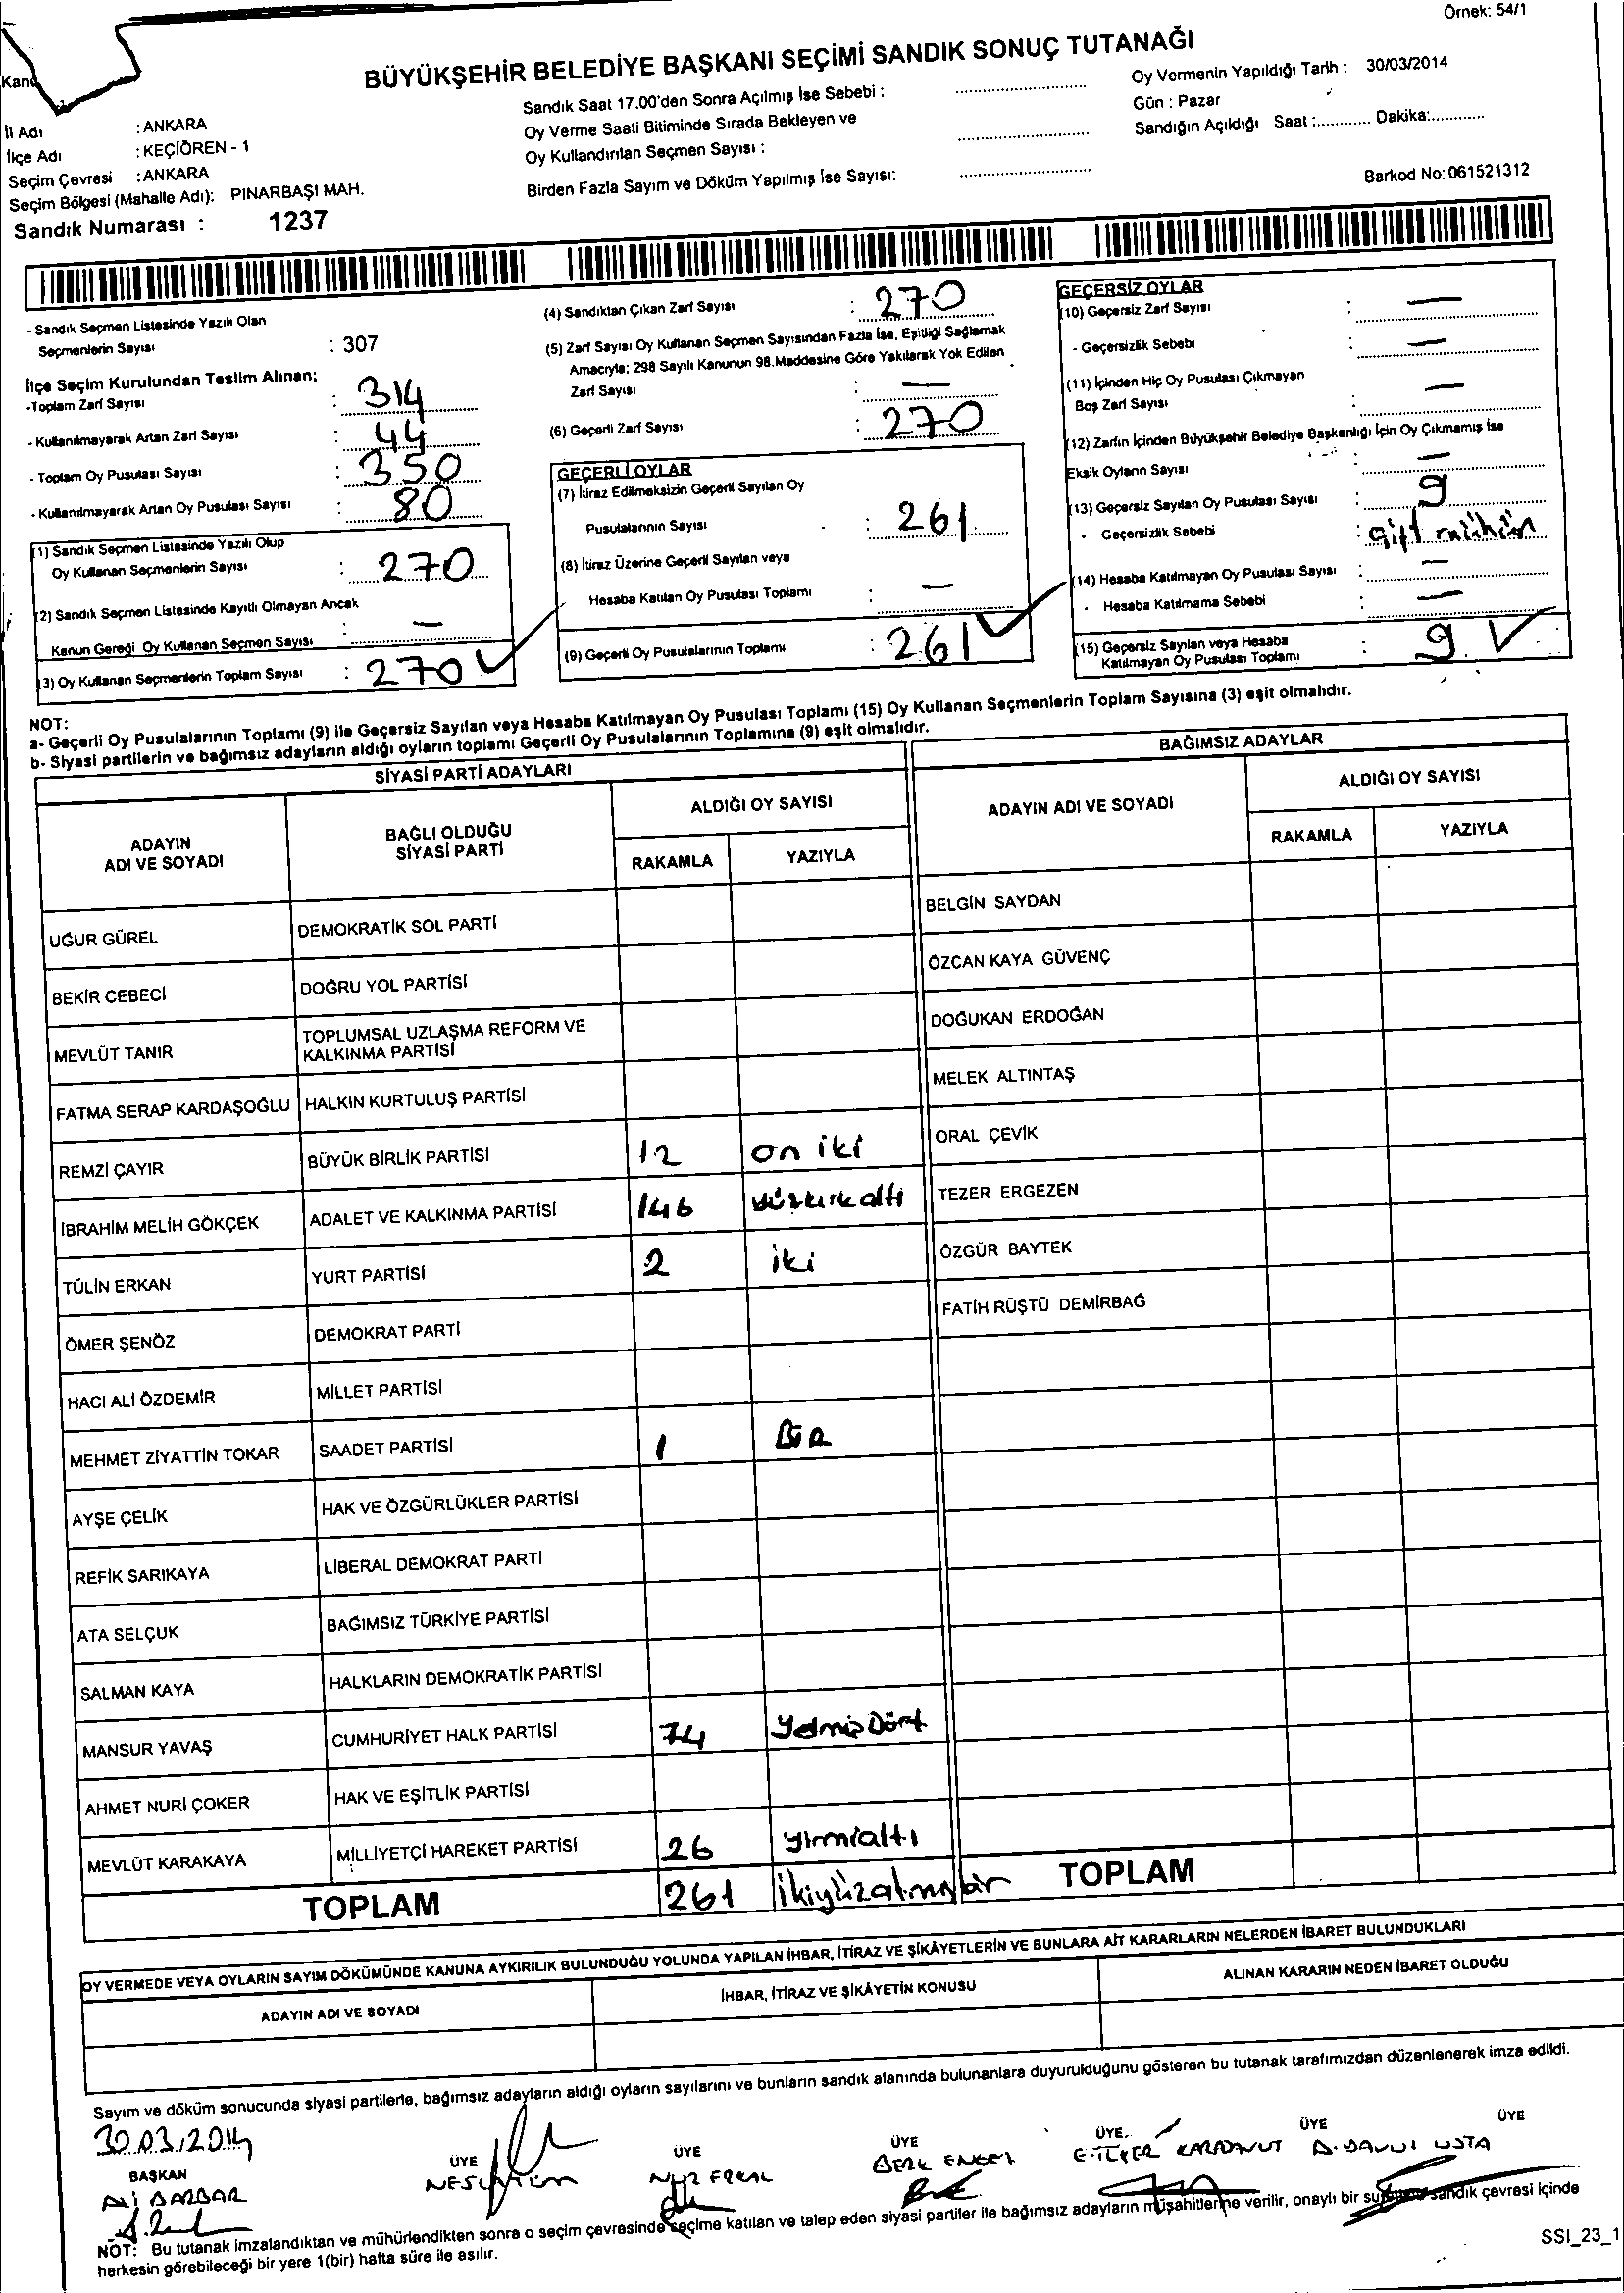 Örnek: 54/1
BÜYÜKŞEHİR BELEDİYE BAŞKANI SEÇİMİ SANDIK SONUÇ TUTANAĞI
İl Adı : ANKARA
İlçe Adı : KEÇİÖREN - 1
Seçim Çevresi : ANKARA
Seçim Bölgesi (Mahalle Adı): PINARBAŞI MAH.
Sandık Numarası : 1237
Sandık Saat 17.00'den Sonra Açılmış İse Sebebi :
Oy Verme Saati Bitiminde Sırada Bekleyen ve
Oy Kullandırılan Seçmen Sayısı :
Birden Fazla Sayım ve Döküm Yapılmış İse Sayısı:
Oy Vermenin Yapıldığı Tarih : 30/03/2014
Gün : Pazar
Sandığın Açıldığı Saat :............ Dakika:............
Barkod No: 061521312
- Sandık Seçmen Listesinde Yazılı Olan
Seçmenlerin Sayısı : 307
İlçe Seçim Kurulundan Teslim Alınan;
-Toplam Zarf Sayısı : 314
- Kullanılmayarak Artan Zarf Sayısı : 44
- Toplam Oy Pusulası Sayısı : 350
- Kullanılmayarak Artan Oy Pusulası Sayısı : 80
(1) Sandık Seçmen Listesinde Yazılı Olup
Oy Kullanan Seçmenlerin Sayısı : 270
(2) Sandık Seçmen Listesinde Kayıtlı Olmayan Ancak
Kanun Gereği Oy Kullanan Seçmen Sayısı : —
(3) Oy Kullanan Seçmenlerin Toplam Sayısı : 270
(4) Sandıktan Çıkan Zarf Sayısı : 270
(5) Zarf Sayısı Oy Kullanan Seçmen Sayısından Fazla İse, Eşitliği Sağlamak
Amacıyla; 298 Sayılı Kanunun 98.Maddesine Göre Yakılarak Yok Edilen
Zarf Sayısı : —
(6) Geçerli Zarf Sayısı : 270
GEÇERLİ OYLAR
(7) İtiraz Edilmeksizin Geçerli Sayılan Oy
Pusulalarının Sayısı : 261
(8) İtiraz Üzerine Geçerli Sayılan veya
Hesaba Katılan Oy Pusulası Toplamı : —
(9) Geçerli Oy Pusulalarının Toplamı : 261
GEÇERSİZ OYLAR
(10) Geçersiz Zarf Sayısı : —
- Geçersizlik Sebebi : —
(11) İçinden Hiç Oy Pusulası Çıkmayan
Boş Zarf Sayısı : —
(12) Zarfın İçinden Büyükşehir Belediye Başkanlığı İçin Oy Çıkmamış İse
Eksik Oyların Sayısı : —
(13) Geçersiz Sayılan Oy Pusulası Sayısı : 9
- Geçersizlik Sebebi : çift mühür
(14) Hesaba Katılmayan Oy Pusulası Sayısı : —
- Hesaba Katılmama Sebebi : —
(15) Geçersiz Sayılan veya Hesaba
Katılmayan Oy Pusulası Toplamı : 9
NOT:
a- Geçerli Oy Pusulalarının Toplamı (9) ile Geçersiz Sayılan veya Hesaba Katılmayan Oy Pusulası Toplamı (15) Oy Kullanan Seçmenlerin Toplam Sayısına (3) eşit olmalıdır.
b- Siyasi partilerin ve bağımsız adayların aldığı oyların toplamı Geçerli Oy Pusulalarının Toplamına (9) eşit olmalıdır.
SİYASİ PARTİ ADAYLARI
ADAYIN ADI VE SOYADI BAĞLI OLDUĞU SİYASİ PARTİ ALDIĞI OY SAYISI
RAKAMLA YAZIYLA
UĞUR GÜREL DEMOKRATİK SOL PARTİ
BEKİR CEBECİ DOĞRU YOL PARTİSİ
MEVLÜT TANIR TOPLUMSAL UZLAŞMA REFORM VE KALKINMA PARTİSİ
FATMA SERAP KARDAŞOĞLU HALKIN KURTULUŞ PARTİSİ
REMZİ ÇAYIR BÜYÜK BİRLİK PARTİSİ 12 on iki
İBRAHİM MELİH GÖKÇEK ADALET VE KALKINMA PARTİSİ 146 yüzkırkaltı
TÜLİN ERKAN YURT PARTİSİ 2 iki
ÖMER ŞENÖZ DEMOKRAT PARTİ
HACI ALİ ÖZDEMİR MİLLET PARTİSİ
MEHMET ZİYATTİN TOKAR SAADET PARTİSİ 1 Bir
AYŞE ÇELİK HAK VE ÖZGÜRLÜKLER PARTİSİ
REFİK SARIKAYA LİBERAL DEMOKRAT PARTİ
ATA SELÇUK BAĞIMSIZ TÜRKİYE PARTİSİ
SALMAN KAYA HALKLARIN DEMOKRATİK PARTİSİ
MANSUR YAVAŞ CUMHURİYET HALK PARTİSİ 74 Yetmiş Dört
AHMET NURİ ÇOKER HAK VE EŞİTLİK PARTİSİ
MEVLÜT KARAKAYA MİLLİYETÇİ HAREKET PARTİSİ 26 yirmialtı
TOPLAM 261 ikiyüzatmışbir
BAĞIMSIZ ADAYLAR
ADAYIN ADI VE SOYADI ALDIĞI OY SAYISI
RAKAMLA YAZIYLA
BELGİN SAYDAN
ÖZCAN KAYA GÜVENÇ
DOĞUKAN ERDOĞAN
MELEK ALTINTAŞ
ORAL ÇEVİK
TEZER ERGEZEN
ÖZGÜR BAYTEK
FATİH RÜŞTÜ DEMİRBAĞ
TOPLAM
OY VERMEDE VEYA OYLARIN SAYIM DÖKÜMÜNDE KANUNA AYKIRILIK BULUNDUĞU YOLUNDA YAPILAN İHBAR, İTİRAZ VE ŞİKÂYETLERİN VE BUNLARA AİT KARARLARIN NELERDEN İBARET BULUNDUKLARI
ADAYIN ADI VE SOYADI İHBAR, İTİRAZ VE ŞİKÂYETİN KONUSU ALINAN KARARIN NEDEN İBARET OLDUĞU
Sayım ve döküm sonucunda siyasi partilerle, bağımsız adayların aldığı oyların sayılarını ve bunların sandık alanında bulunanlara duyurulduğunu gösteren bu tutanak tarafımızdan düzenlenerek imza edildi.
30.03.2014
BAŞKAN ÜYE ÜYE ÜYE ÜYE ÜYE ÜYE
NOT: Bu tutanak imzalandıktan ve mühürlendikten sonra o seçim çevresinde seçime katılan ve talep eden siyasi partiler ile bağımsız adayların müşahitlerine verilir, onaylı bir sandık çevresi içinde
herkesin görebileceği bir yere 1(bir) hafta süre ile asılır.
SSI_23_1